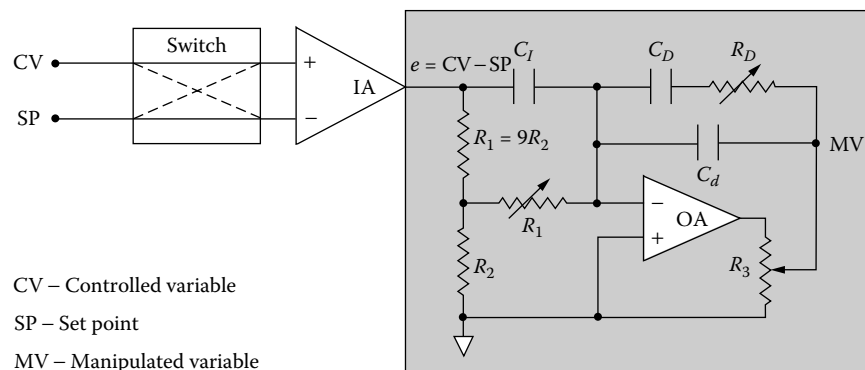 Switch
CV
SP
+
−
IA
e = CV – SP
C_I
C_D
R_D
R_1 = 9R_2
MV
C_d
R_1
−
+
OA
R_2
R_3
CV – Controlled variable
SP – Set point
MV – Manipulated variable